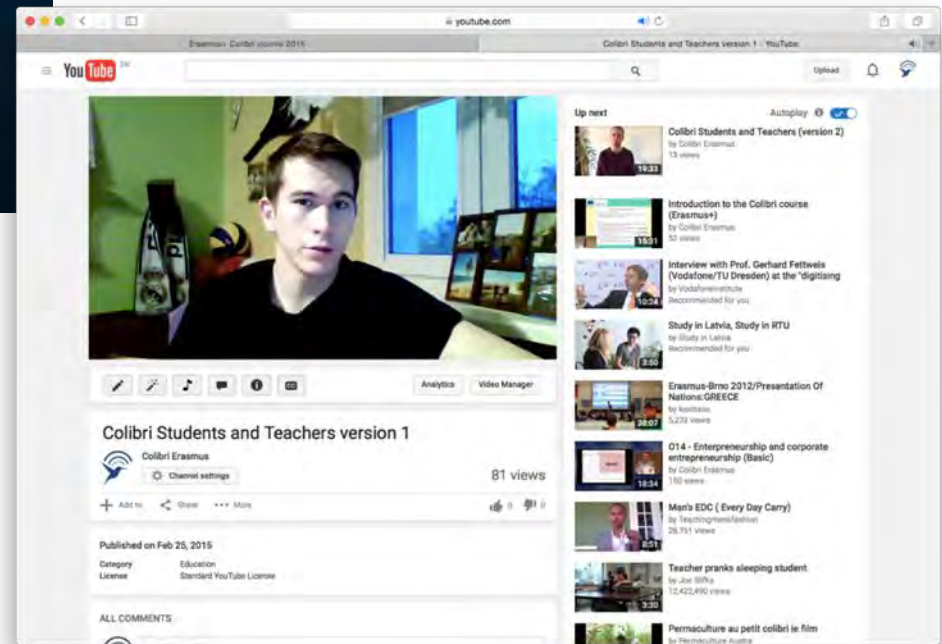 youtube.com
Erasmus+ Colibri course 2015
Colibri Students and Teachers version 1 - YouTube
YouTube
Upload
Up next
Autoplay
Colibri Students and Teachers (version 2)
by Colibri Erasmus
13 views
19:33
Introduction to the Colibri course
(Erasmus+)
by Colibri Erasmus
52 views
15:31
Interview with Prof. Gerhard Fettweis
(Vodafone/TU Dresden) at the "digitising
by Vodafoneinstitute
Recommended for you
10:24
Study in Latvia, Study in RTU
by Study in Latvia
Recommended for you
3:50
Erasmus-Brno 2012/Presentation Of
Nations:GREECE
5,232 views
38:07
014 - Enterpreneurship and corporate
entrepreneurship (Basic)
by Colibri Erasmus
150 views
18:34
Man's EDC ( Every Day Carry)
by Teachingmensfashion
28,751 views
8:51
Teacher pranks sleeping student
by Joe
12,422,490 views
3:30
Permaculture au petit colibri le film
by Permaculture
Analytics
Video Manager
Colibri Students and Teachers version 1
Colibri Erasmus
Channel settings
81 views
Add to
Share
More
0
0
Published on Feb 25, 2015
Category Education
License Standard YouTube License
ALL COMMENTS